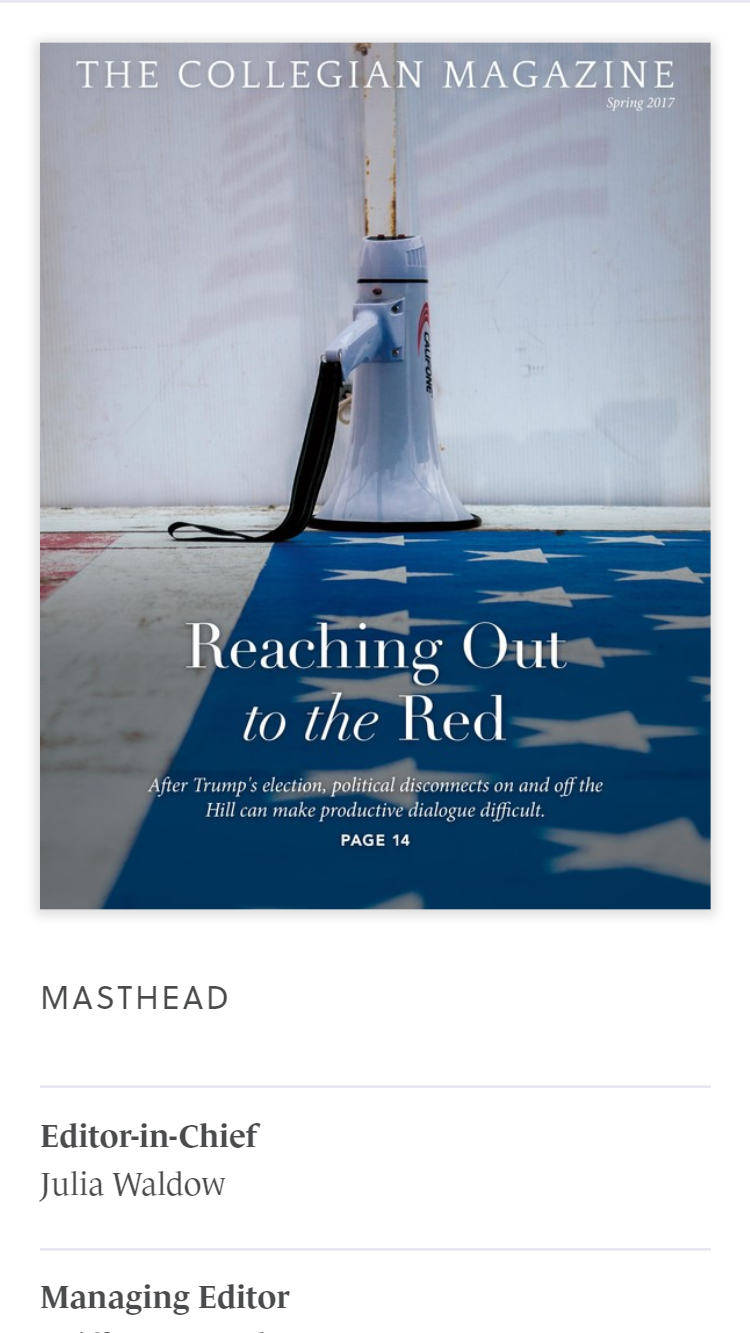 THE COLLEGIAN MAGAZINE
Spring 2017
CALIFONE
Reaching Out
to the Red
After Trump's election, political disconnects on and off the
Hill can make productive dialogue difficult.
PAGE 14
MASTHEAD
Editor-in-Chief
Julia Waldow
Managing Editor